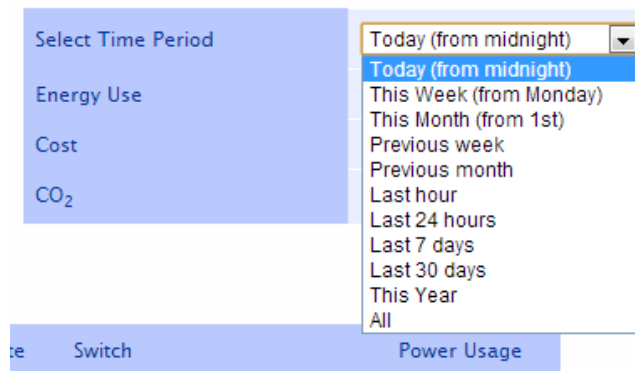 Select Time Period
Today (from midnight)
Today (from midnight)
Energy Use
This Week (from Monday)
This Month (from 1st)
Cost
Previous week
Previous month
CO₂
Last hour
Last 24 hours
Last 7 days
Last 30 days
This Year
All
Switch
Power Usage